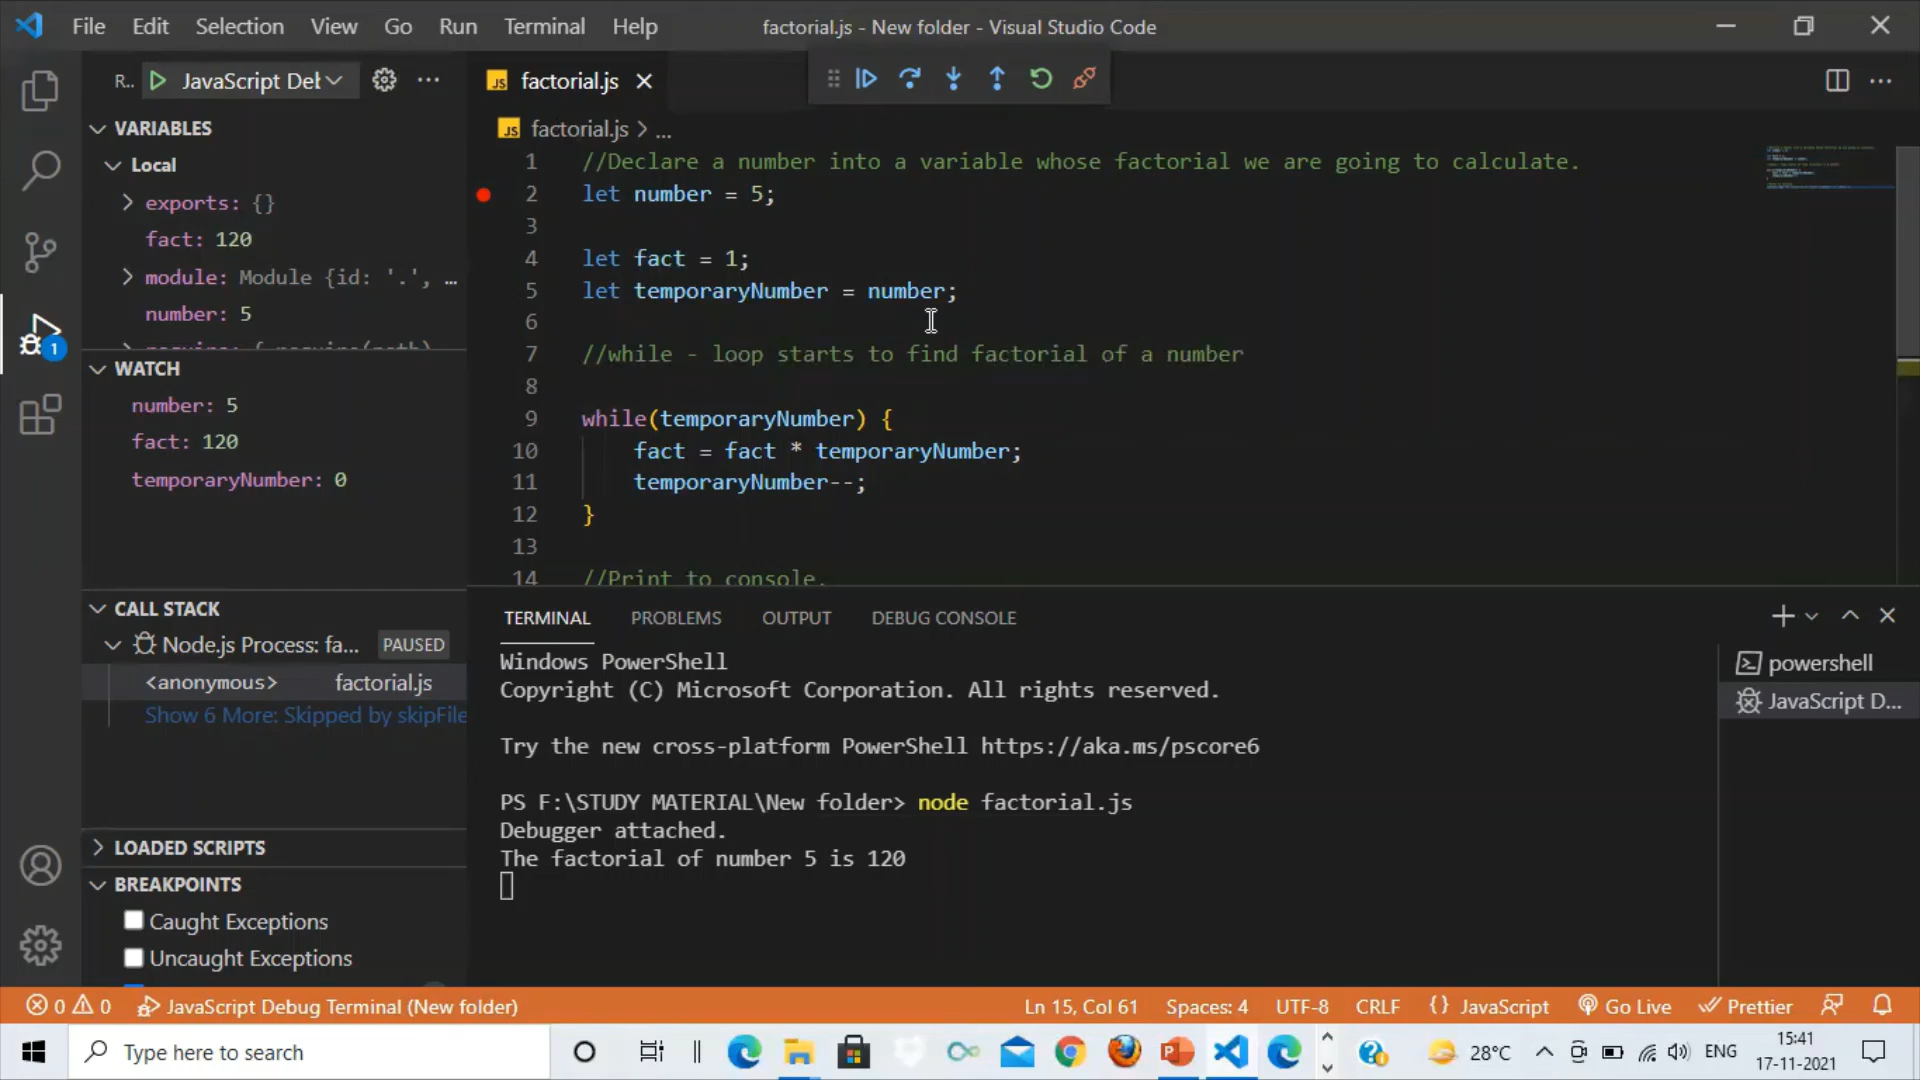 File Edit Selection View Go Run Terminal Help
factorial.js - New folder - Visual Studio Code
R.. JavaScript Det
JS factorial.js
JS factorial.js > ...
VARIABLES
Local
exports: {}
fact: 120
module: Module {id: '.', …
number: 5
WATCH
number: 5
fact: 120
temporaryNumber: 0
CALL STACK
Node.js Process: fa... PAUSED
<anonymous> factorial.js
Show 6 More: Skipped by skipFile
LOADED SCRIPTS
BREAKPOINTS
Caught Exceptions
Uncaught Exceptions
1
1 //Declare a number into a variable whose factorial we are going to calculate.
2 let number = 5;
3
4 let fact = 1;
5 let temporaryNumber = number;
6
7 //while - loop starts to find factorial of a number
8
9 while(temporaryNumber) {
10 fact = fact * temporaryNumber;
11 temporaryNumber--;
12 }
13
14 //Print to console.
TERMINAL PROBLEMS OUTPUT DEBUG CONSOLE
Windows PowerShell
Copyright (C) Microsoft Corporation. All rights reserved.
Try the new cross-platform PowerShell https://aka.ms/pscore6
PS F:\STUDY MATERIAL\New folder> node factorial.js
Debugger attached.
The factorial of number 5 is 120
powershell
JavaScript D...
0 0 JavaScript Debug Terminal (New folder) Ln 15, Col 61 Spaces: 4 UTF-8 CRLF {} JavaScript Go Live Prettier
Type here to search
28°C ENG
15:41
17-11-2021